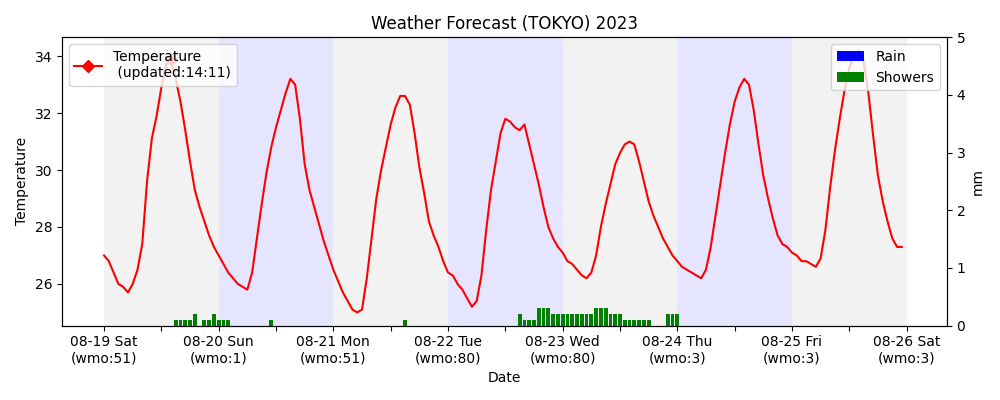 Weather Forecast (TOKYO) 2023
Temperature
(updated:14:11)
Rain
Showers
Temperature
34
32
30
28
26
5
4
3
2
1
0
mm
08-19 Sat
(wmo:51)
08-20 Sun
(wmo:1)
08-21 Mon
(wmo:51)
08-22 Tue
(wmo:80)
08-23 Wed
(wmo:80)
08-24 Thu
(wmo:3)
08-25 Fri
(wmo:3)
08-26 Sat
(wmo:3)
Date